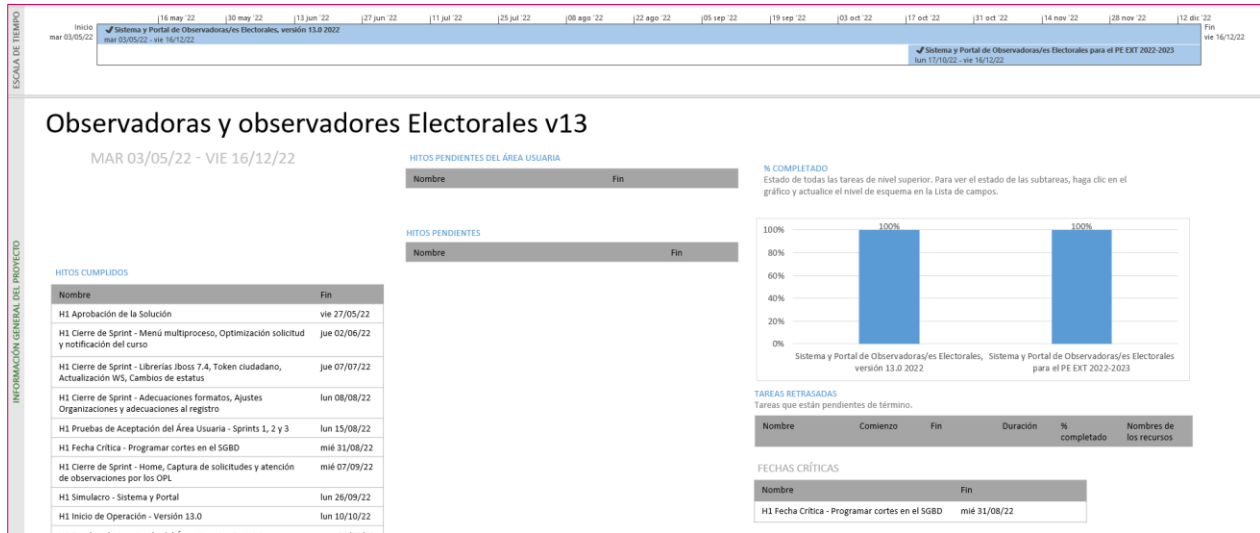 ESCALA DE TIEMPO
16 may '22 30 may '22 13 jun '22 27 jun '22 11 jul '22 25 jul '22 08 ago '22 22 ago '22 05 sep '22 19 sep '22 03 oct '22 17 oct '22 31 oct '22 14 nov '22 28 nov '22 12 dic '22
Inicio
mar 03/05/22
✓ Sistema y Portal de Observadoras/es Electorales, versión 13.0 2022
mar 03/05/22 - vie 16/12/22
Fin
vie 16/12/22
✓ Sistema y Portal de Observadoras/es Electorales para el PE EXT 2022-2023
lun 17/10/22 - vie 16/12/22
INFORMACIÓN GENERAL DEL PROYECTO
Observadoras y observadores Electorales v13
MAR 03/05/22 - VIE 16/12/22
HITOS CUMPLIDOS
Nombre Fin
H1 Aprobación de la Solución vie 27/05/22
H1 Cierre de Sprint - Menú multiproceso, Optimización solicitud jue 02/06/22
y notificación del curso
H1 Cierre de Sprint - Librerías Jboss 7.4, Token ciudadano, jue 07/07/22
Actualización WS, Cambios de estatus
H1 Cierre de Sprint - Adecuaciones formatos, Ajustes lun 08/08/22
Organizaciones y adecuaciones al registro
H1 Pruebas de Aceptación del Área Usuaria - Sprints 1, 2 y 3 lun 15/08/22
H1 Fecha Crítica - Programar cortes en el SGBD mié 31/08/22
H1 Cierre de Sprint - Home, Captura de solicitudes y atención mié 07/09/22
de observaciones por los OPL
H1 Simulacro - Sistema y Portal lun 26/09/22
H1 Inicio de Operación - Versión 13.0 lun 10/10/22
HITOS PENDIENTES DEL ÁREA USUARIA
Nombre Fin
HITOS PENDIENTES
Nombre Fin
% COMPLETADO
Estado de todas las tareas de nivel superior. Para ver el estado de las subtareas, haga clic en el
gráfico y actualice el nivel de esquema en la Lista de campos.
100%
80%
60%
40%
20%
0%
100% 100%
Sistema y Portal de Observadoras/es Electorales,
versión 13.0 2022
Sistema y Portal de Observadoras/es Electorales
para el PE EXT 2022-2023
TAREAS RETRASADAS
Tareas que están pendientes de término.
Nombre Comienzo Fin Duración % Nombres de
completado los recursos
FECHAS CRÍTICAS
Nombre Fin
H1 Fecha Crítica - Programar cortes en el SGBD mié 31/08/22